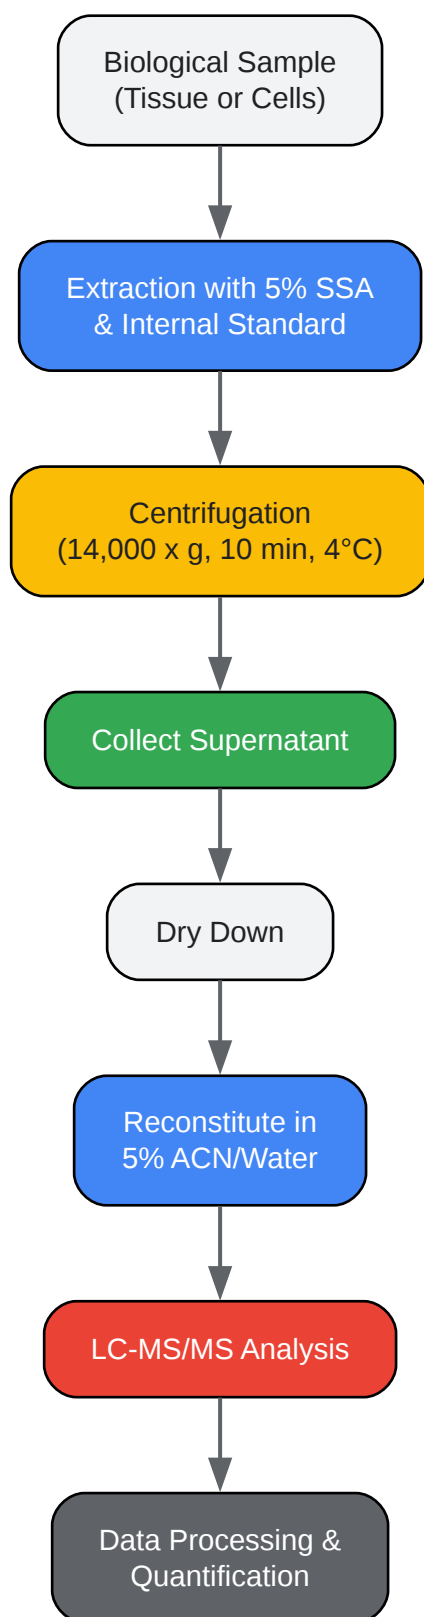 Biological Sample
(Tissue or Cells)
Extraction with 5% SSA
& Internal Standard
Centrifugation
(14,000 x g, 10 min, 4°C)
Collect Supernatant
Dry Down
Reconstitute in
5% ACN/Water
LC-MS/MS Analysis
Data Processing &
Quantification